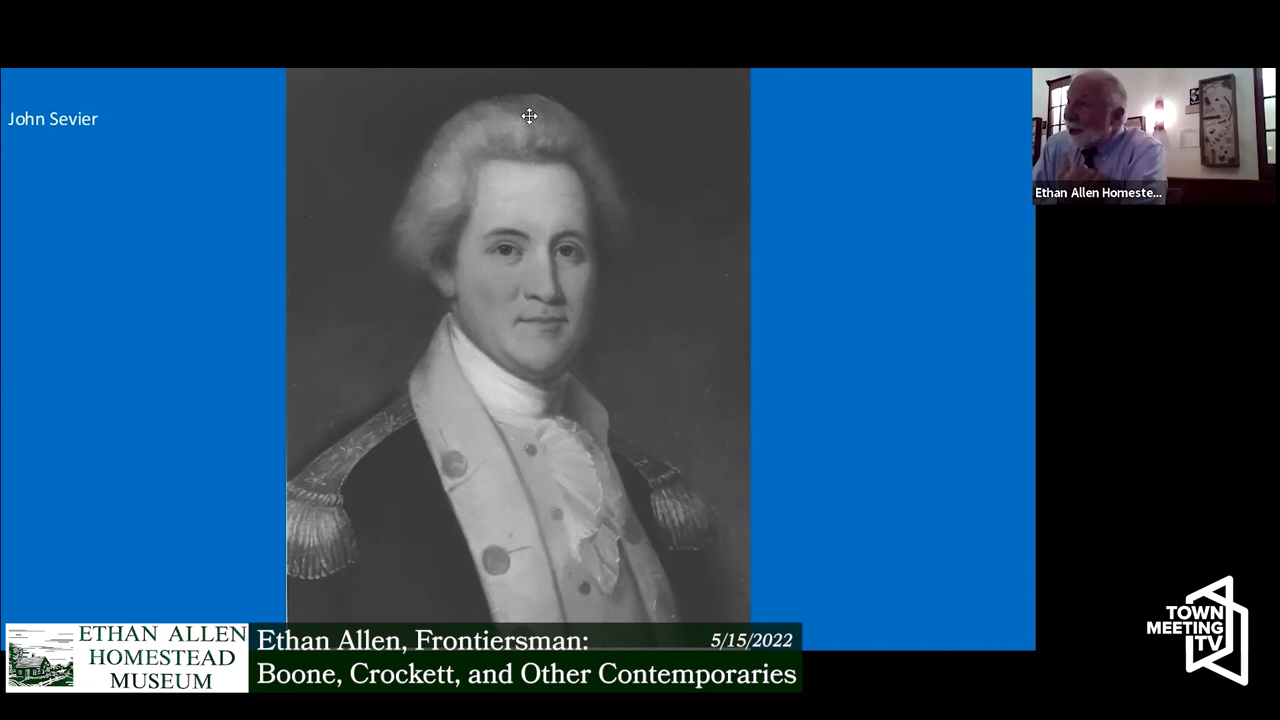 John Sevier
Ethan Allen Homeste...
ETHAN ALLEN
HOMESTEAD
MUSEUM
Ethan Allen, Frontiersman:
5/15/2022
Boone, Crockett, and Other Contemporaries
TOWN
MEETING
TV